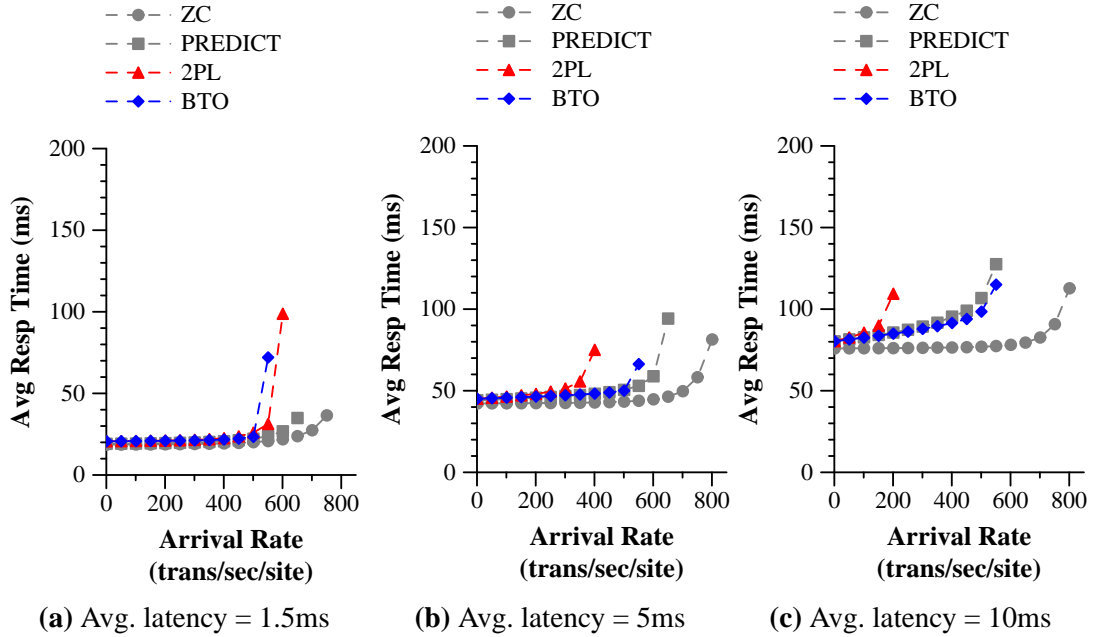 ZC
PREDICT
2PL
BTO
200
150
100
50
0
Avg Resp Time (ms)
0 200 400 600 800
Arrival Rate
(trans/sec/site)
(a) Avg. latency = 1.5ms
ZC
PREDICT
2PL
BTO
200
150
100
50
0
Avg Resp Time (ms)
0 200 400 600 800
Arrival Rate
(trans/sec/site)
(b) Avg. latency = 5ms
ZC
PREDICT
2PL
BTO
200
150
100
50
0
Avg Resp Time (ms)
0 200 400 600 800
Arrival Rate
(trans/sec/site)
(c) Avg. latency = 10ms